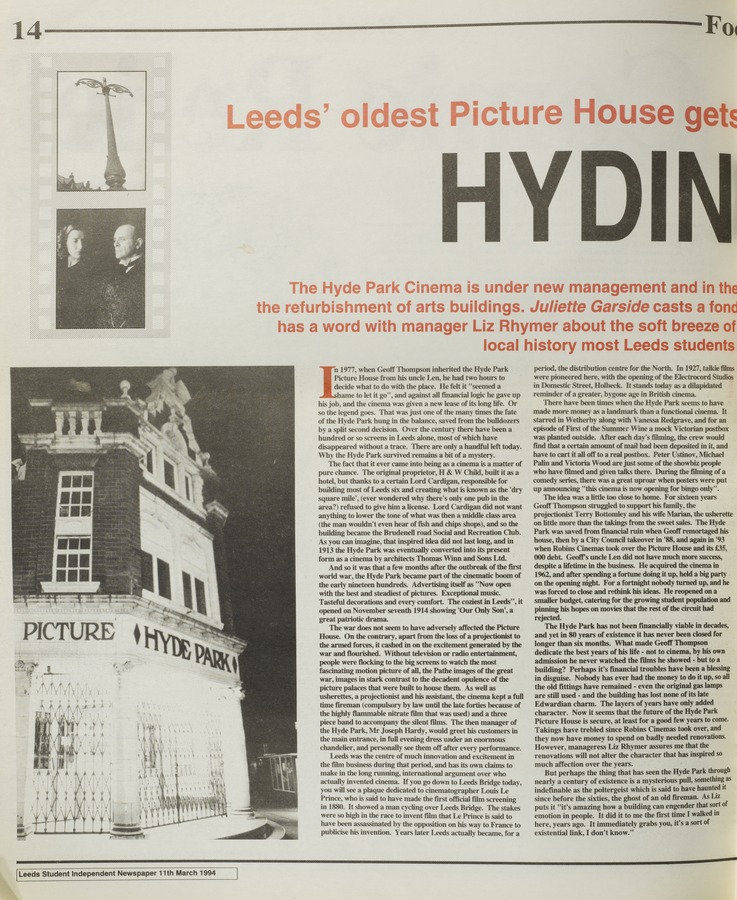 14
Foc
Leeds' oldest Picture House gets
HYDIN
The Hyde Park Cinema is under new management and in the
the refurbishment of arts buildings. Juliette Garside casts a fond
has a word with manager Liz Rhymer about the soft breeze of
local history most Leeds students
PICTURE
HYDE PARK
In 1977, when Geoff Thompson inherited the Hyde Park
Picture House from his uncle Len, he had two hours to
decide what to do with the place. He felt it "seemed a
shame to let it go", and against all financial logic he gave up
his job, and the cinema was given a new lease of its long life. Or
so the legend goes. That was just one of the many times the fate
of the Hyde Park hung in the balance, saved from the bulldozers
by a split second decision. Over the century there have been a
hundred or so screens in Leeds alone, most of which have
disappeared without a trace. There are only a handful left today.
Why the Hyde Park survived remains a bit of a mystery.
The fact that it ever came into being as a cinema is a matter of
pure chance. The original proprietor, H & W Child, built it as a
hotel, but thanks to a certain Lord Cardigan, responsible for
building most of Leeds six and creating what is known as the 'dry
square mile', (ever wondered why there's only one pub in the
area?) refused to give him a license. Lord Cardigan did not want
anything to lower the tone of what was then a middle class area
(the man wouldn't even hear of fish and chips shops), and so the
building became the Brudenell road Social and Recreation Club.
As you can imagine, that inspired idea did not last long, and in
1913 the Hyde Park was eventually converted into its present
form as a cinema by architects Thomas Winn and Sons Ltd.
And so it was that a few months after the outbreak of the first
world war, the Hyde Park became part of the cinematic boom of
the early nineteen hundreds. Advertising itself as "Now open
with the best and steadiest of pictures. Exceptional music.
Tasteful decorations and every comfort. The coziest in Leeds", it
opened on November seventh 1914 showing 'Our Only Son', a
great patriotic drama.
The war does not seem to have adversely affected the Picture
House. On the contrary, apart from the loss of a projectionist to
the armed forces, it cashed in on the excitement generated by the
war and flourished. Without television or radio entertainment,
people were flocking to the big screens to watch the most
fascinating motion picture of all, the Pathe images of the great
war, images in stark contrast to the decadent opulence of the
picture palaces that were built to house them. As well as
usherettes, a projectionist and his assistant, the cinema kept a full
time fireman (compulsory by law until the late forties because of
the highly flammable nitrate film that was used) and a three
piece band to accompany the silent films. The then manager of
the Hyde Park, Mr Joseph Hardy, would greet his customers in
the main entrance, in full evening dress under an enormous
chandelier, and personally see them off after every performance.
Leeds was the centre of much innovation and excitement in
the film business during that period, and has its own claims to
make in the long running, international argument over who
actually invented cinema. If you go down to Leeds Bridge today,
you will see a plaque dedicated to cinematographer Louis Le
Prince, who is said to have made the first official film screening
in 1880. It showed a man cycling over Leeds Bridge. The stakes
were so high in the race to invent film that Le Prince is said to
have been assassinated by the opposition on his way to France to
publicise his invention. Years later Leeds actually became, for a
period, the distribution centre for the North. In 1927, talkie films
were pioneered here, with the opening of the Electrocord Studios
in Domestic Street, Holbeck. It stands today as a dilapidated
reminder of a greater, bygone age in British cinema.
There have been times when the Hyde Park seems to have
made more money as a landmark than a functional cinema. It
starred in Wetherby along with Vanessa Redgrave, and for an
episode of First of the Summer Wine a mock Victorian postbox
was planted outside. After each day's filming, the crew would
find that a certain amount of mail had been deposited in it, and
have to cart it all off to a real postbox. Peter Ustinov, Michael
Palin and Victoria Wood are just some of the showbiz people
who have filmed and given talks there. During the filming of a
comedy series, there was a great uproar when posters were put
up announcing "this cinema is now opening for bingo only".
The idea was a little too close to home. For sixteen years
Geoff Thompson struggled to support his family, the
projectionist Terry Bottomley and his wife Marian, the usherette
on little more than the takings from the sweet sales. The Hyde
Park was saved from financial ruin when Geoff remortaged his
house, then by a City Council takeover in '88, and again in '93
when Robins Cinemas took over the Picture House and its £35,
000 debt. Geoff's uncle Len did not have much more success,
despite a lifetime in the business. He acquired the cinema in
1962, and after spending a fortune doing it up, held a big party
on the opening night. For a fortnight nobody turned up, and he
was forced to close and rethink his ideas. He reopened on a
smaller budget, catering for the growing student population and
pinning his hopes on movies that the rest of the circuit had
rejected.
The Hyde Park has not been financially viable in decades,
and yet in 80 years of existence it has never been closed for
longer than six months. What made Geoff Thompson
dedicate the best years of his life - not to cinema, by his own
admission he never watched the films he showed - but to a
building? Perhaps it's financial troubles have been a blessing
in disguise. Nobody has ever had the money to do it up, so all
the old fittings have remained - even the original gas lamps
are still used - and the building has lost none of its late
Edwardian charm. The layers of years have only added
character. Now it seems that the future of the Hyde Park
Picture House is secure, at least for a good few years to come.
Takings have trebled since Robins Cinemas took over, and
they now have money to spend on badly needed renovations.
However, manageress Liz Rhymer assures me that the
renovations will not alter the character that has inspired so
much affection over the years.
But perhaps the thing that has seen the Hyde Park through
nearly a century of existence is a mysterious pull, something as
indefinable as the poltergeist which is said to have haunted it
since before the sixties, the ghost of an old fireman. As Liz
puts it "it's amazing how a building can engender that sort of
emotion in people. It did it to me the first time I walked in
here, years ago. It immediately grabs you, it's a sort of
existential link, I don't know."
Leeds Student Independent Newspaper 11th March 1994